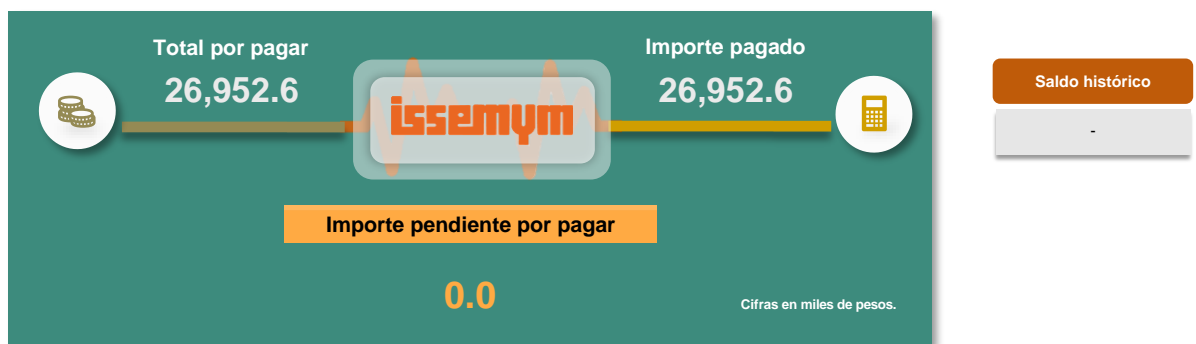 Total por pagar
26,952.6
issemym
Importe pagado
26,952.6
Importe pendiente por pagar
0.0
Cifras en miles de pesos.
Saldo histórico
-